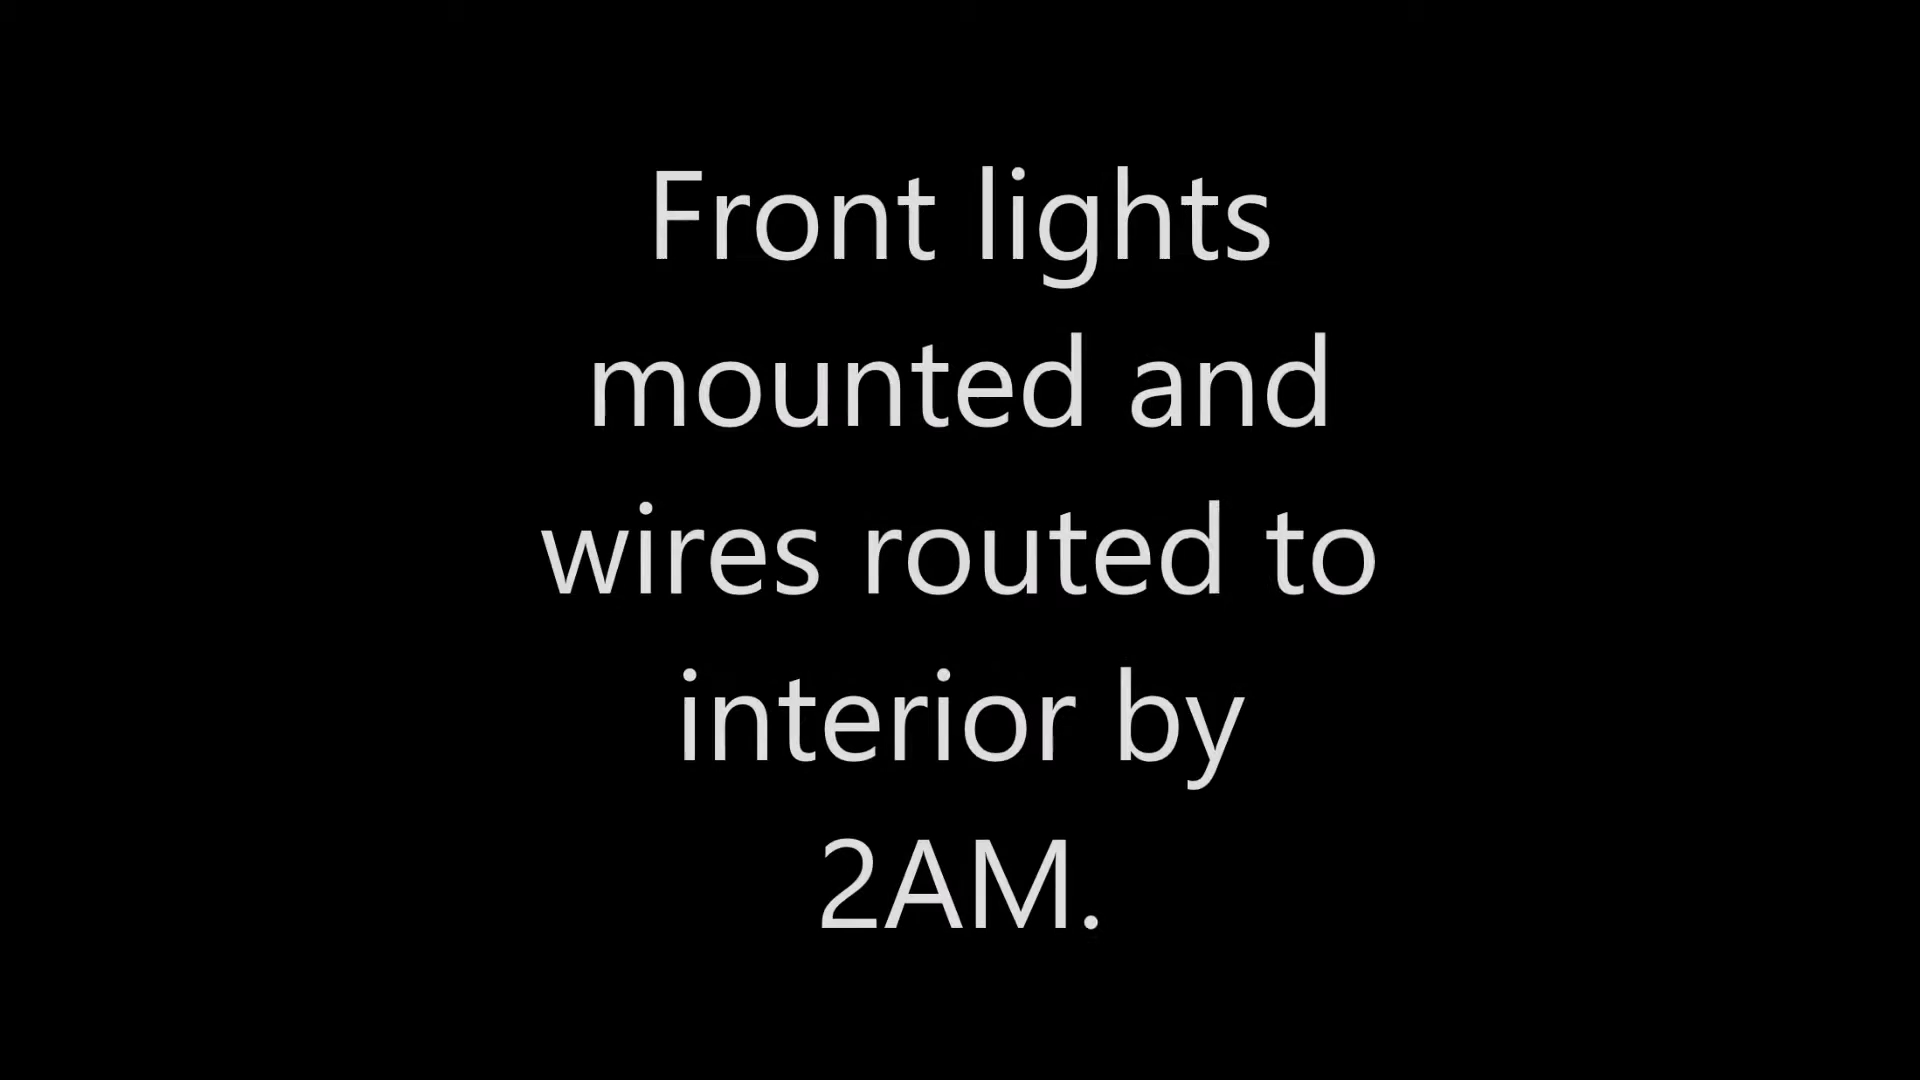 Front lights
mounted and
wires routed to
interior by
2AM.